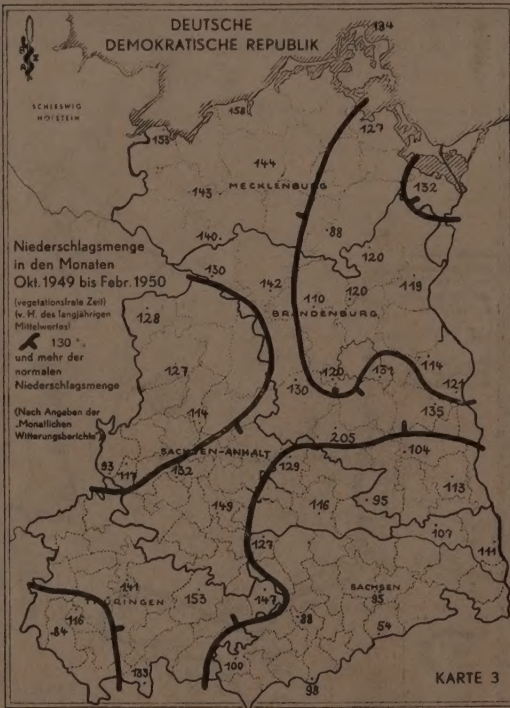 DEUTSCHE
DEMOKRATISCHE REPUBLIK
134
SCHLESWIG
HOLSTEIN
158
153
127
144
MECKLENBURG
132
143
88
140
120
Niederschlagsmenge
in den Monaten
Okt. 1949 bis Febr. 1950
(vegetationsfreie Zeit)
(v. H. des langjährigen
Mittelwertes)
130 %
und mehr der
normalen
Niederschlagsmenge
(Nach Angaben der
„Monatlichen
Witterungsberichte“)
130
142
110
120
119
BRANDENBURG
128
127
120
131
114
130
121
114
135
205
SACHSEN-ANHALT
104
93
117
132
129
116
95
113
149
107
127
111
141
THÜRINGEN
153
147
SACHSEN
95
116
84
88
54
133
100
98
KARTE 3